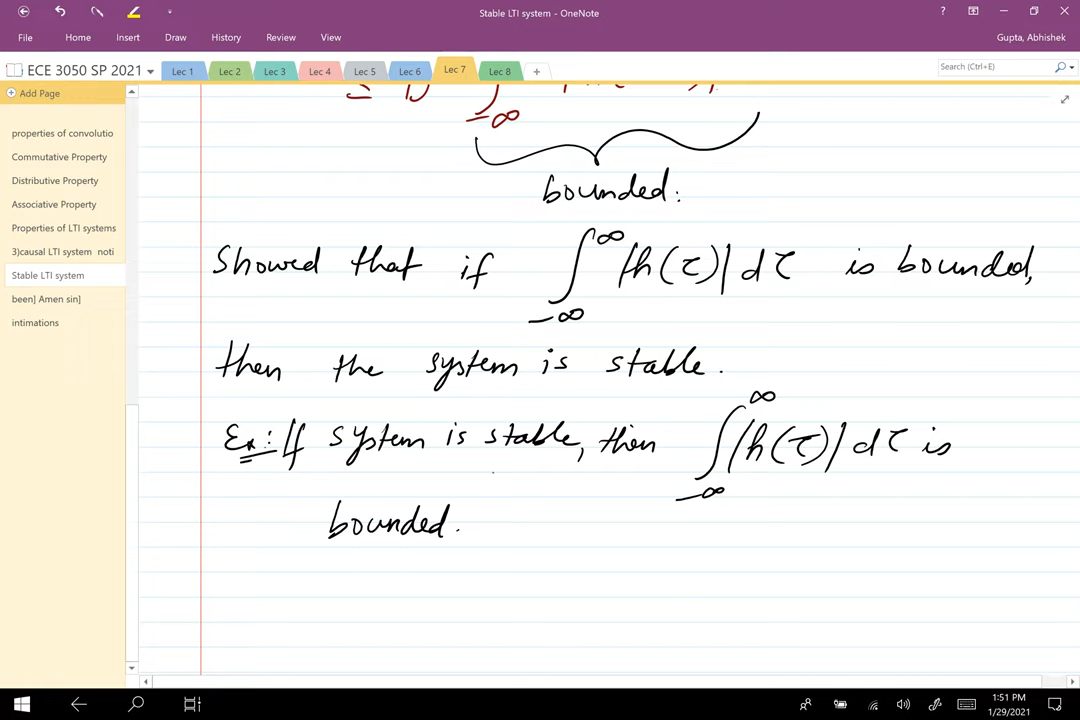 Stable LTI system - OneNote
File Home Insert Draw History Review View
Gupta, Abhishek
ECE 3050 SP 2021
Lec 1 Lec 2 Lec 3 Lec 4 Lec 5 Lec 6 Lec 7 Lec 8
Search (Ctrl+E)
Add Page
properties of convolutio
Commutative Property
Distributive Property
Associative Property
Properties of LTI systems
3)causal LTI system noti
Stable LTI system
been] Amen sin]
intimations
-∞
bounded.
Showed that if ∫_{-∞}^{∞} |h(τ)| dτ is bounded,
then the system is stable.
Ex: If system is stable, then ∫_{-∞}^{∞} |h(τ)| dτ is
bounded.
1:51 PM
1/29/2021